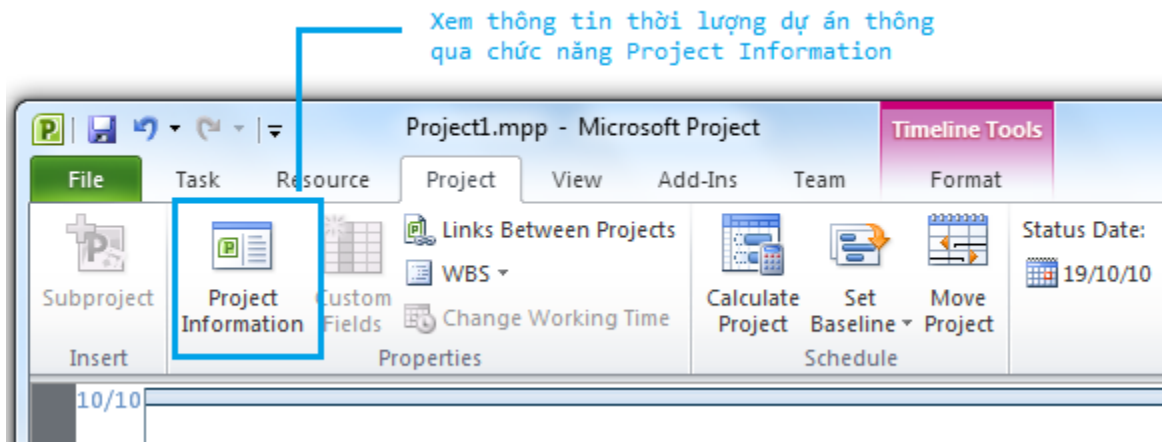 Xem thông tin thời lượng dự án thông
qua chức năng Project Information
Project1.mpp - Microsoft Project
Timeline Tools
File Task Resource Project View Add-Ins Team Format
Subproject
Project
Information
Custom
Fields
Links Between Projects
WBS
Change Working Time
Calculate
Project
Set
Baseline
Move
Project
Status Date:
19/10/10
Insert Properties Schedule
10/10